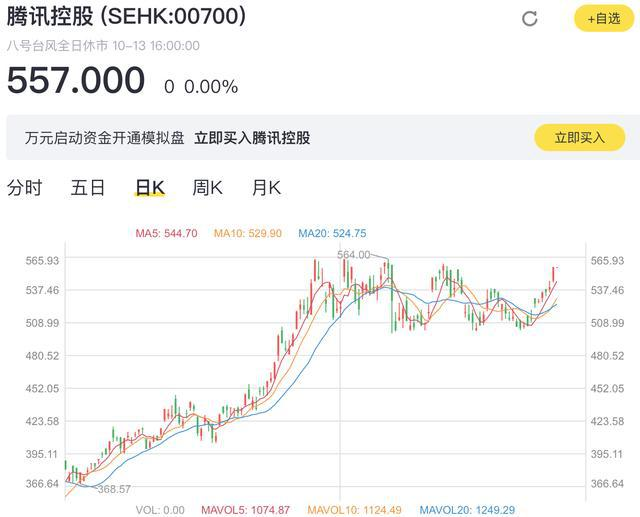 腾讯控股 (SEHK:00700)
+自选
八号台风全日休市 10-13 16:00:00
557.000 0 0.00%
万元启动资金开通模拟盘 立即买入腾讯控股
立即买入
分时 五日 日K 周K 月K
MA5: 544.70 MA10: 529.90 MA20: 524.75
564.00
565.93 565.93
537.46 537.46
508.99 508.99
480.52 480.52
452.05 452.05
423.58 423.58
395.11 395.11
366.64 366.64
368.57
VOL: 0.00 MAVOL5: 1074.87 MAVOL10: 1124.49 MAVOL20: 1249.29